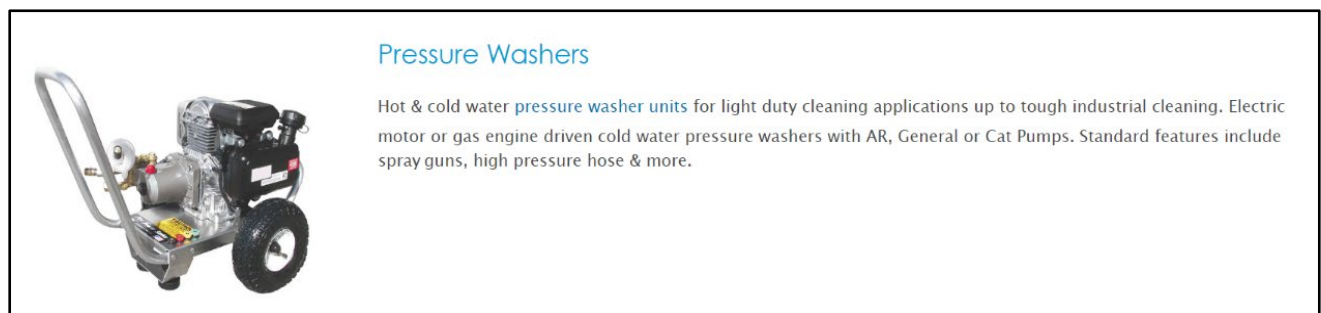 Pressure Washers
Hot & cold water pressure washer units for light duty cleaning applications up to tough industrial cleaning. Electric
motor or gas engine driven cold water pressure washers with AR, General or Cat Pumps. Standard features include
spray guns, high pressure hose & more.